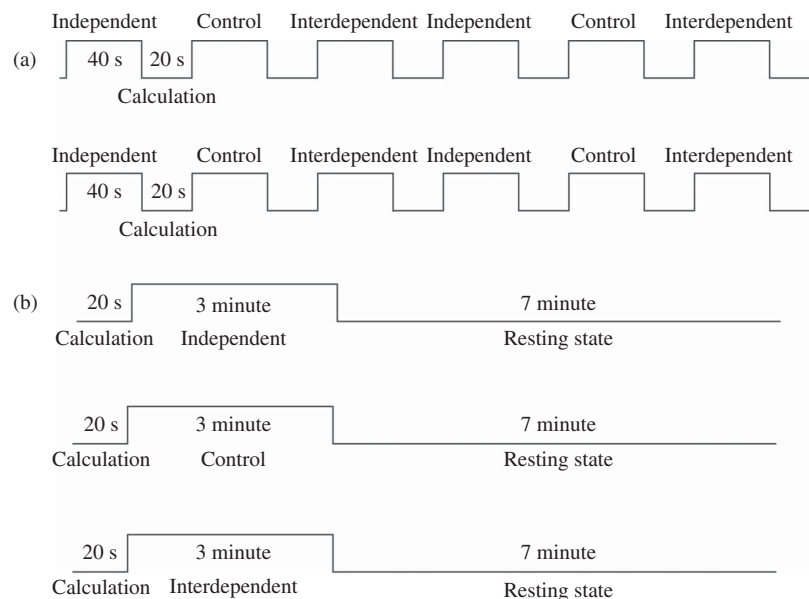 Independent Control Interdependent Independent Control Interdependent
(a) 40 s 20 s
Calculation
Independent Control Interdependent Independent Control Interdependent
40 s 20 s
Calculation
(b) 20 s 3 minute 7 minute
Calculation Independent Resting state
20 s 3 minute 7 minute
Calculation Control Resting state
20 s 3 minute 7 minute
Calculation Interdependent Resting state